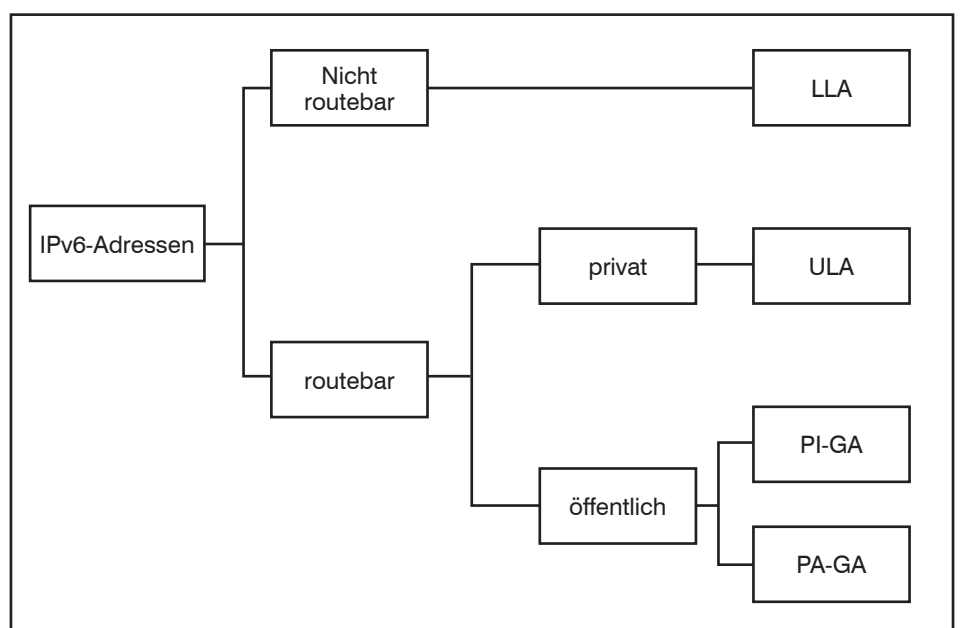 Nicht
routebar
LLA
IPv6-Adressen
privat
ULA
routebar
PI-GA
öffentlich
PA-GA